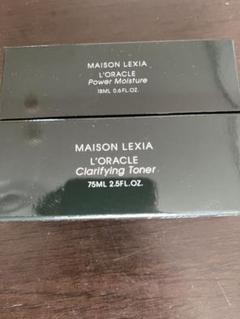 MAISON LEXIA
L'ORACLE
Power Moisture
18ML 0.6FL.OZ.
MAISON LEXIA
L'ORACLE
Clarifying Toner
75ML 2.5FL.OZ.